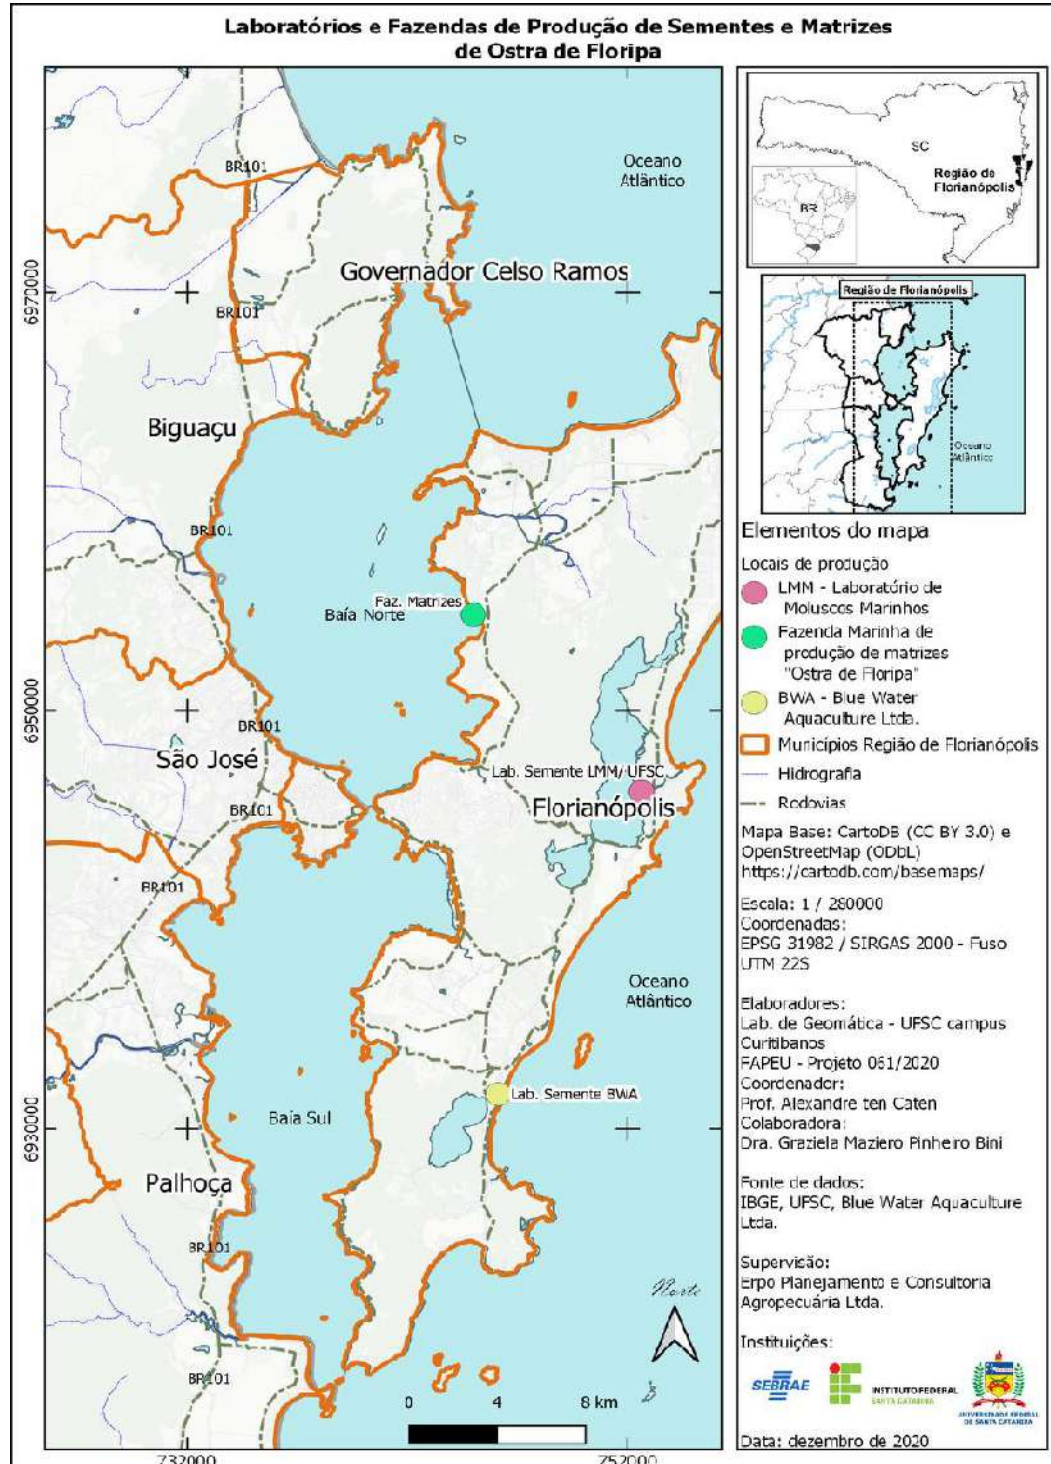 Laboratórios e Fazendas de Produção de Sementes e Matrizes
de Ostra de Floripa
Oceano
Atlântico
BR101
Governador Celso Ramos
6970000
BR101
Biguaçu
BR101
Faz. Matrizes
Baía Norte
6950000
BR101
São José
Lab. Semente LMM/UFSC
Florianópolis
BR101
BR101
Oceano
Atlântico
Lab. Semente BWA
Baía Sul
6930000
Palhoça
BR101
Norte
BR101
0 4 8 km
732000 752000
SC
Região de
Florianópolis
BR
Região de Florianópolis
Oceano
Atlântico
Elementos do mapa
Locais de produção
LMM - Laboratório de
Moluscos Marinhos
Fazenda Marinha de
produção de matrizes
"Ostra de Floripa"
BWA - Blue Water
Aquaculture Ltda.
Municípios Região de Florianópolis
Hidrografia
Rodovias
Mapa Base: CartoDB (CC BY 3.0) e
OpenStreetMap (ODbL)
https://cartodb.com/basemaps/
Escala: 1 / 280000
Coordenadas:
EPSG 31982 / SIRGAS 2000 - Fuso
UTM 22S
Elaboradores:
Lab. de Geomática - UFSC campus
Curitibanos
FAPEU - Projeto 061/2020
Coordenador:
Prof. Alexandre ten Caten
Colaboradora:
Dra. Graziela Maziero Pinheiro Bini
Fonte de dados:
IBGE, UFSC, Blue Water Aquaculture
Ltda.
Supervisão:
Erpo Planejamento e Consultoria
Agropecuária Ltda.
Instituições:
SEBRAE
INSTITUTO FEDERAL
SANTA CATARINA
UNIVERSIDADE FEDERAL
DE SANTA CATARINA
Data: dezembro de 2020